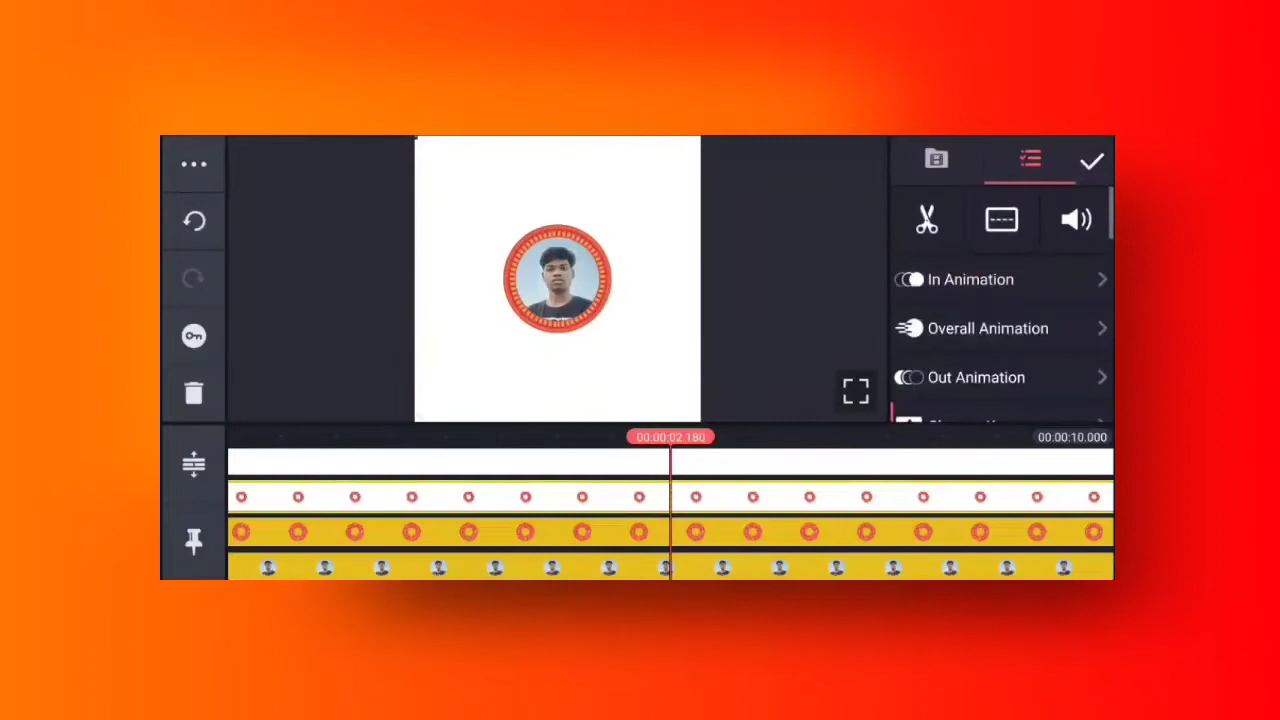 In Animation
Overall Animation
Out Animation
00:00:02.180
00:00:10.000